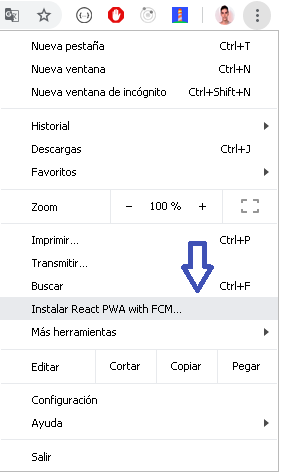 Nueva pestaña Ctrl+T
Nueva ventana Ctrl+N
Nueva ventana de incógnito Ctrl+Shift+N
Historial
Descargas Ctrl+J
Favoritos
Zoom - 100 % +
Imprimir... Ctrl+P
Transmitir...
Buscar Ctrl+F
Instalar React PWA with FCM...
Más herramientas
Editar Cortar Copiar Pegar
Configuración
Ayuda
Salir